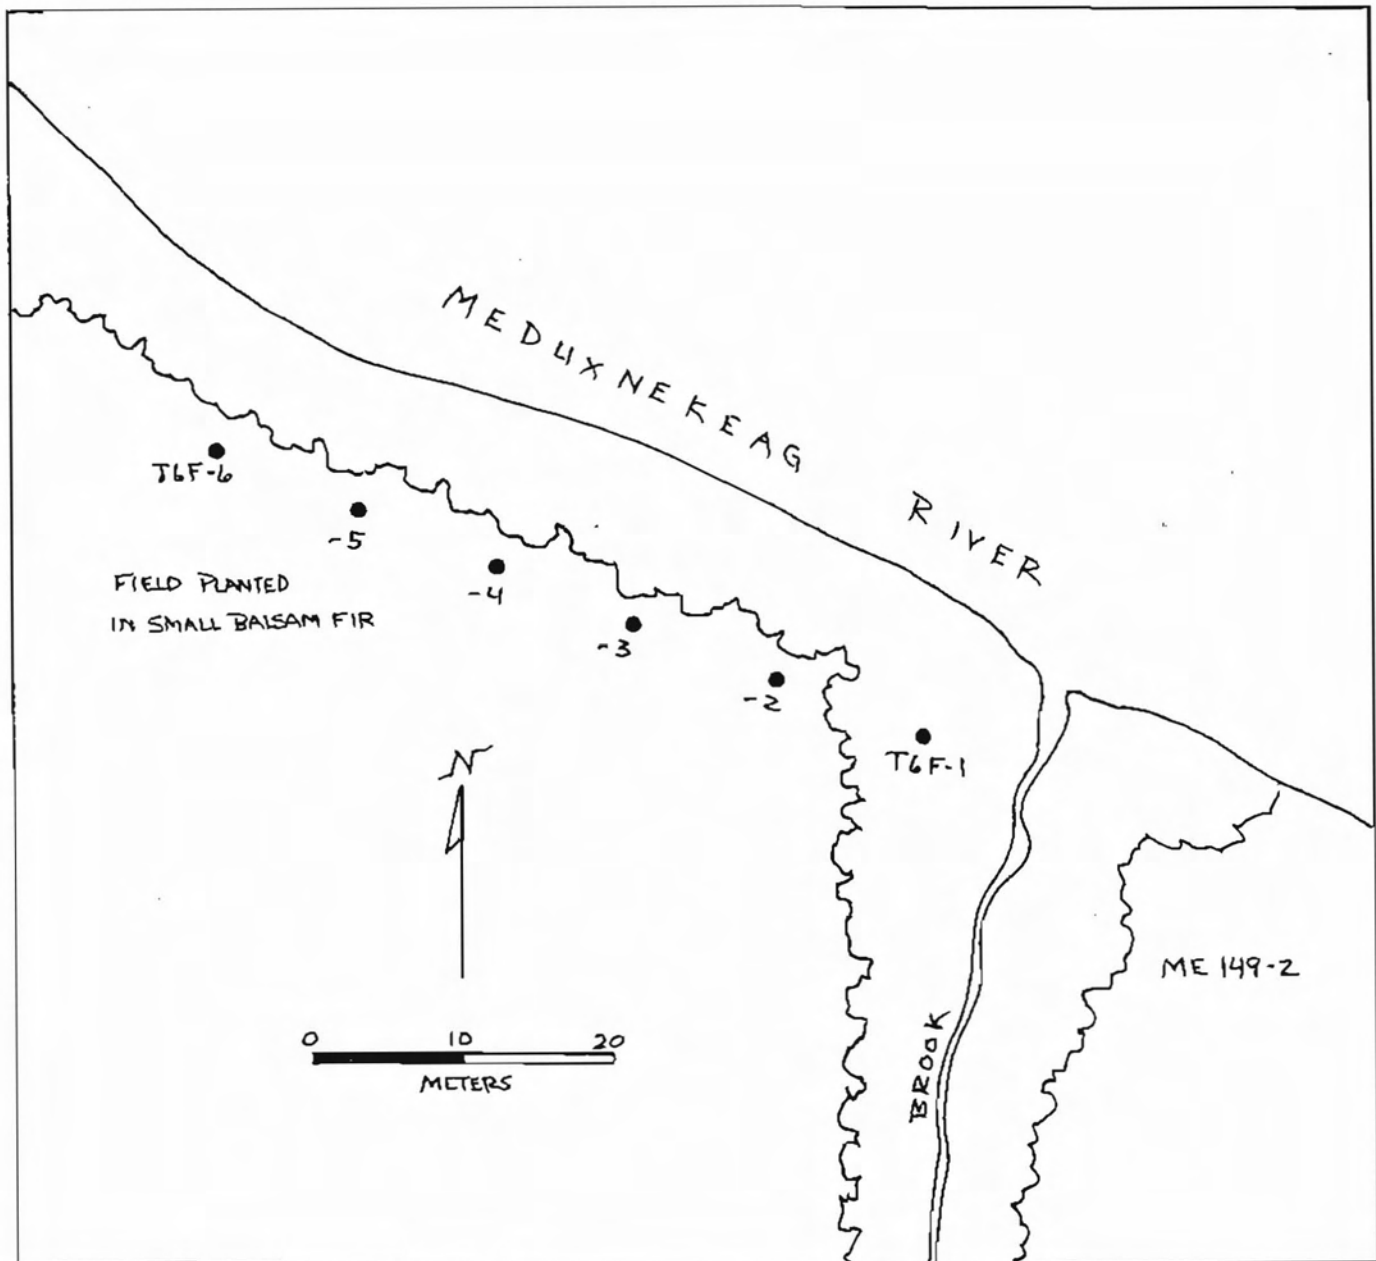 MEDUXNEKEAG RIVER
T6F-6
-5
-4
-3
-2
T6F-1
FIELD PLANTED
IN SMALL BALSAM FIR
N
ME 149-2
BROOK
0 10 20
METERS